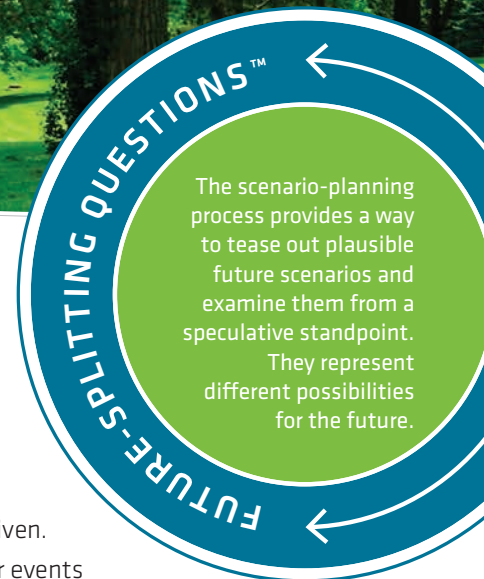 FUTURE-SPLITTING QUESTIONS™
The scenario-planning
process provides a way
to tease out plausible
future scenarios and
examine them from a
speculative standpoint.
They represent
different possibilities
for the future.
events